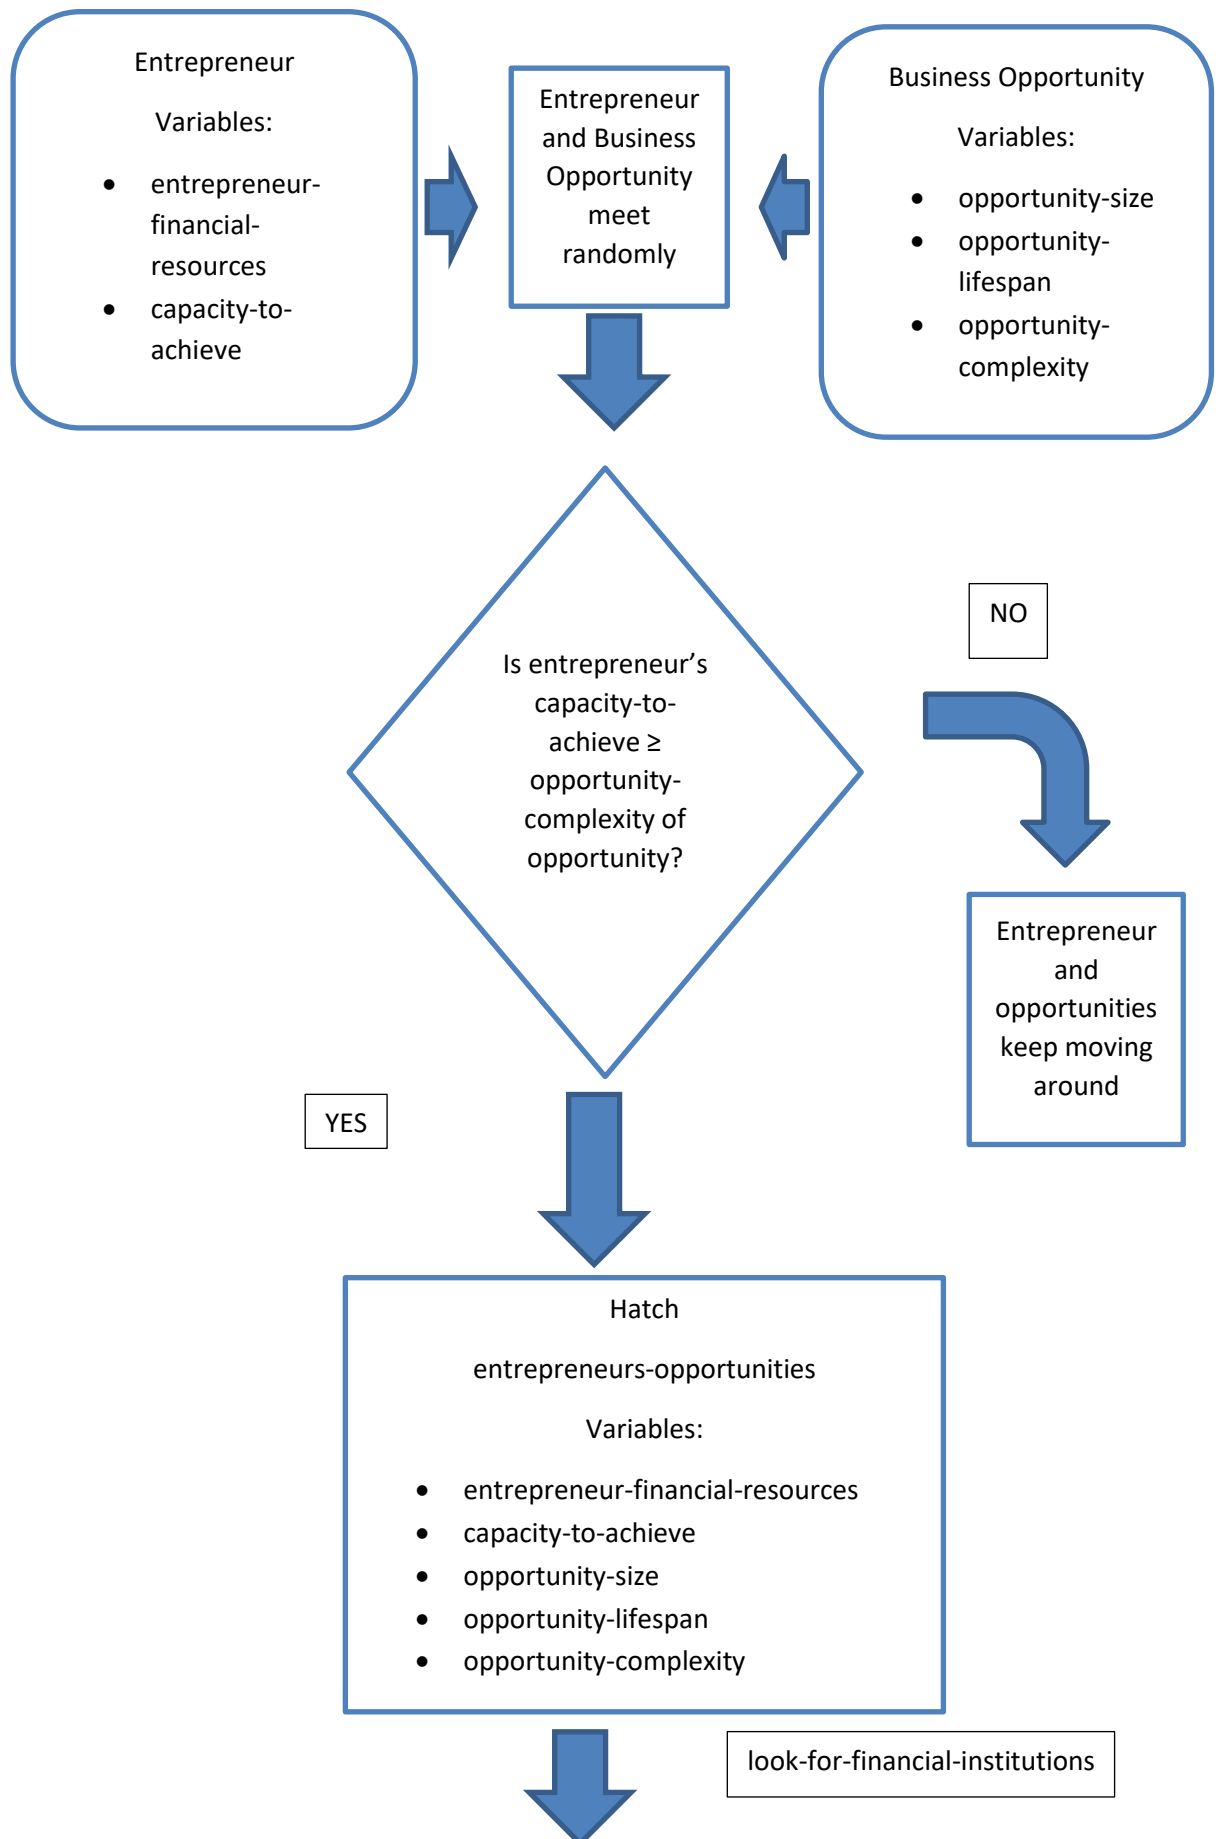 Entrepreneur
Variables:
• entrepreneur-
financial-
resources
• capacity-to-
achieve
Entrepreneur
and Business
Opportunity
meet
randomly
Business Opportunity
Variables:
• opportunity-size
• opportunity-
lifespan
• opportunity-
complexity
Is entrepreneur’s
capacity-to-
achieve ≥
opportunity-
complexity of
opportunity?
NO
Entrepreneur
and
opportunities
keep moving
around
YES
Hatch
entrepreneurs-opportunities
Variables:
• entrepreneur-financial-resources
• capacity-to-achieve
• opportunity-size
• opportunity-lifespan
• opportunity-complexity
look-for-financial-institutions